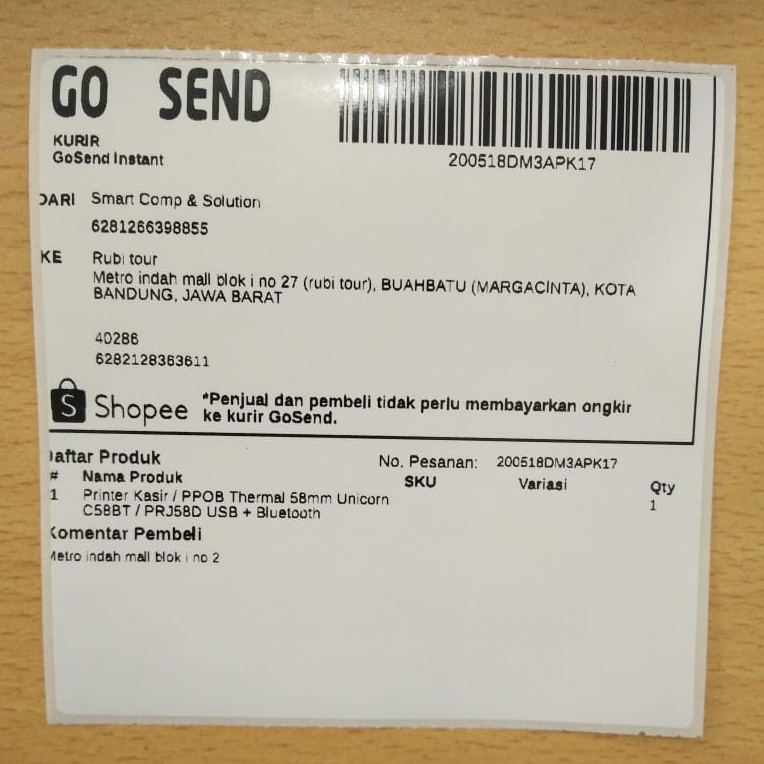 GO SEND
KURIR
GoSend Instant
200518DM3APK17
DARI Smart Comp & Solution
6281266398855
KE Rubi tour
Metro indah mall blok i no 27 (rubi tour), BUAHBATU (MARGACINTA), KOTA
BANDUNG, JAWA BARAT
40286
6282128363611
S Shopee *Penjual dan pembeli tidak perlu membayarkan ongkir
ke kurir GoSend.
Daftar Produk No. Pesanan: 200518DM3APK17
# Nama Produk SKU Variasi Qty
1 Printer Kasir / PPOB Thermal 58mm Unicorn 1
C58BT / PRJ58D USB + Bluetooth
Komentar Pembeli
Metro indah mall blok i no 2